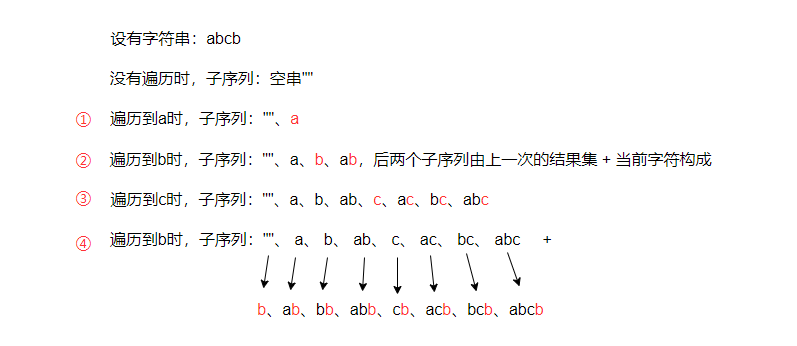 设有字符串：abcb
没有遍历时，子序列：空串""
① 遍历到a时，子序列：""、a
② 遍历到b时，子序列：""、a、b、ab，后两个子序列由上一次的结果集 + 当前字符构成
③ 遍历到c时，子序列：""、a、b、ab、c、ac、bc、abc
④ 遍历到b时，子序列：""、 a、 b、 ab、 c、 ac、 bc、 abc +
b、ab、bb、abb、cb、acb、bcb、abcb